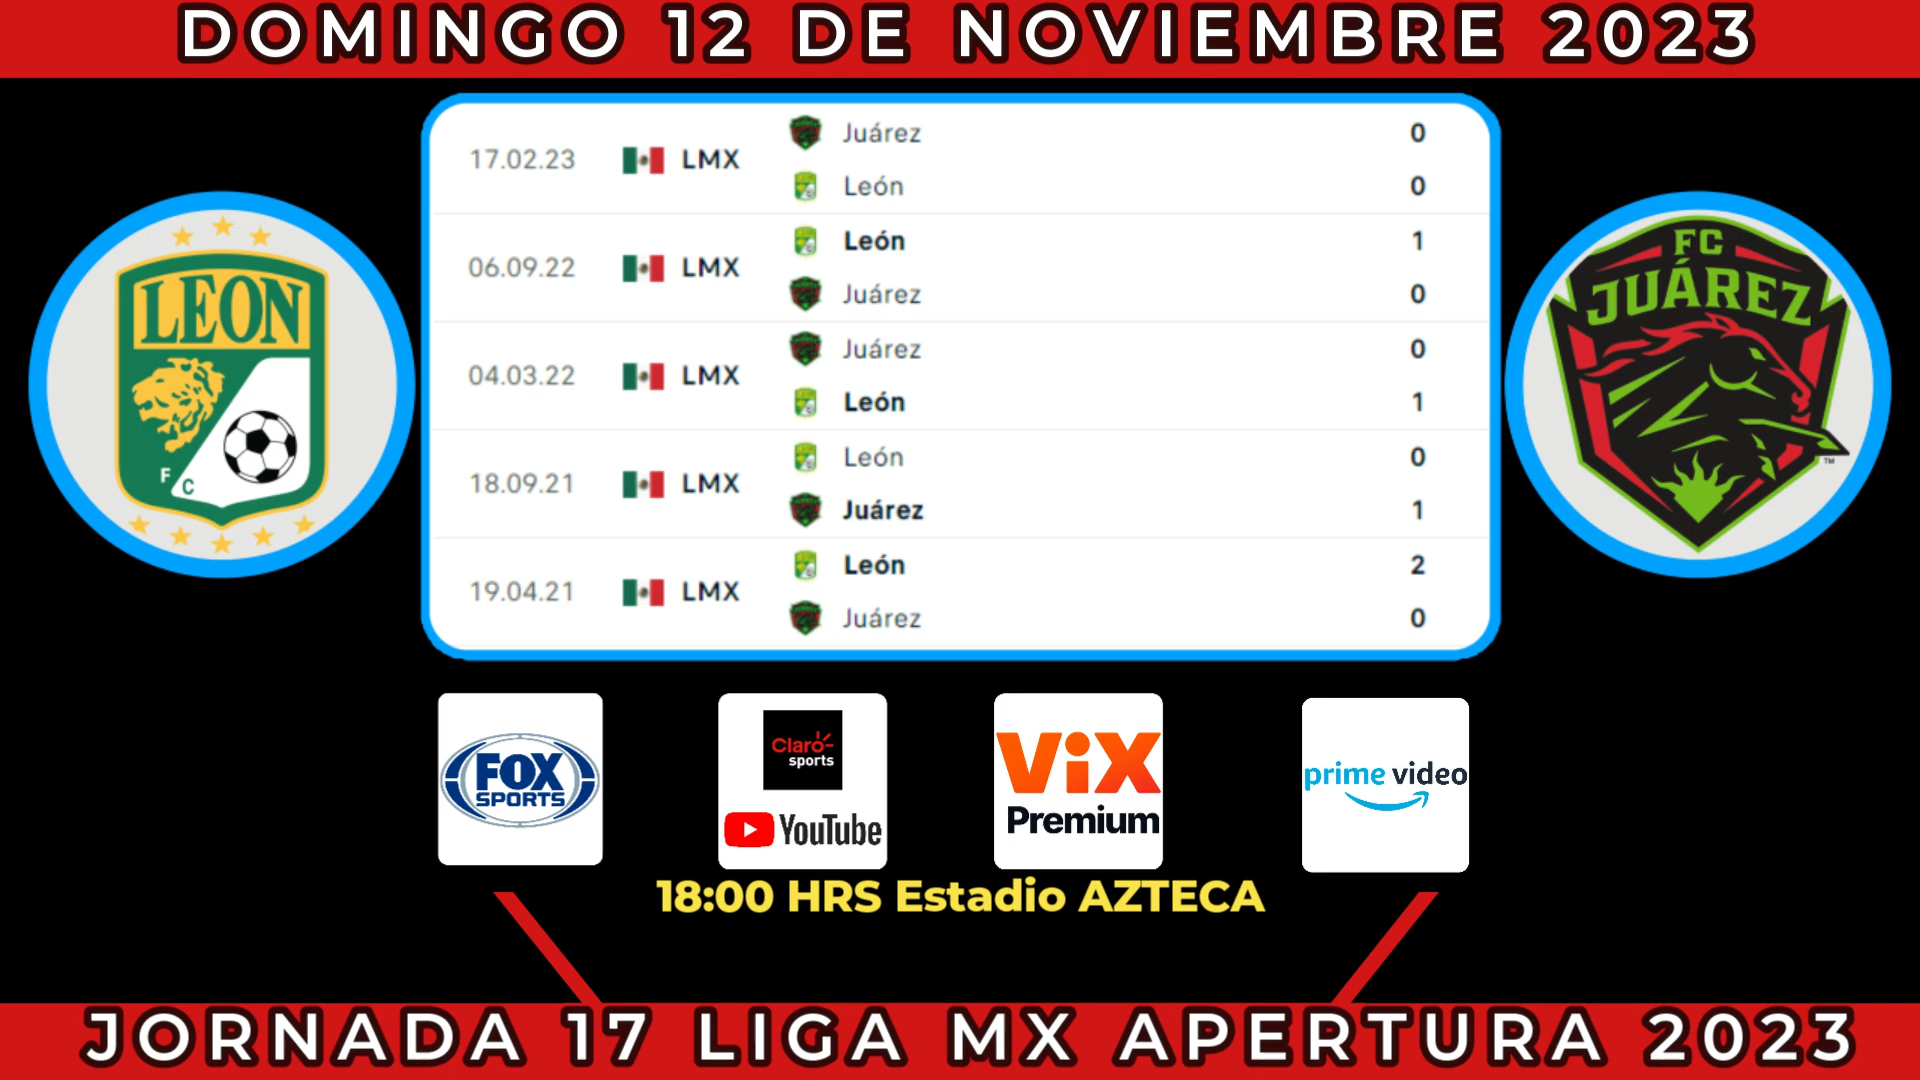 DOMINGO 12 DE NOVIEMBRE 2023
17.02.23 LMX Juárez 0
León 0
06.09.22 LMX León 1
Juárez 0
04.03.22 LMX Juárez 0
León 1
18.09.21 LMX León 0
Juárez 1
19.04.21 LMX León 2
Juárez 0
LEON
F C
FC
JUÁREZ
TM
FOX
SPORTS
Claro
sports
YouTube
ViX
Premium
prime video
18:00 HRS Estadio AZTECA
JORNADA 17 LIGA MX APERTURA 2023